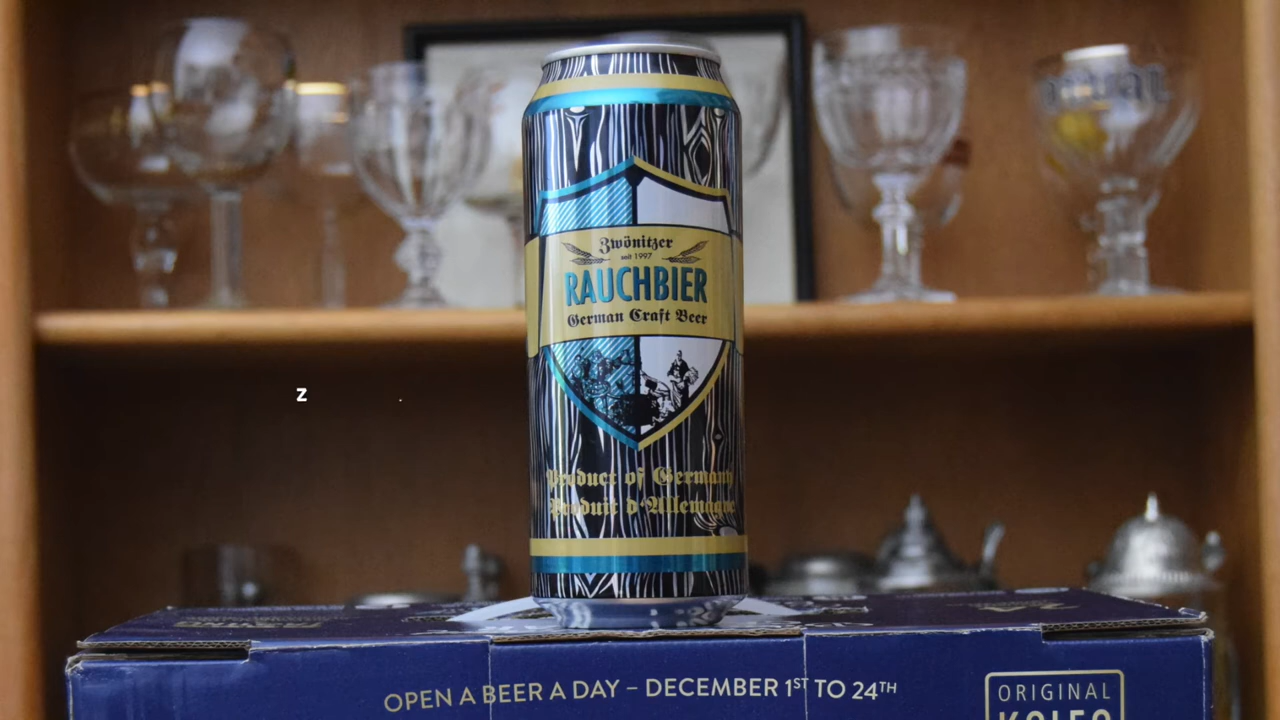 Zwönitzer
seit 1997
RAUCHBIER
German Craft Beer
z
Product of Germany
Produit d'Allemagne
OPEN A BEER A DAY – DECEMBER 1ST TO 24TH
ORIGINAL